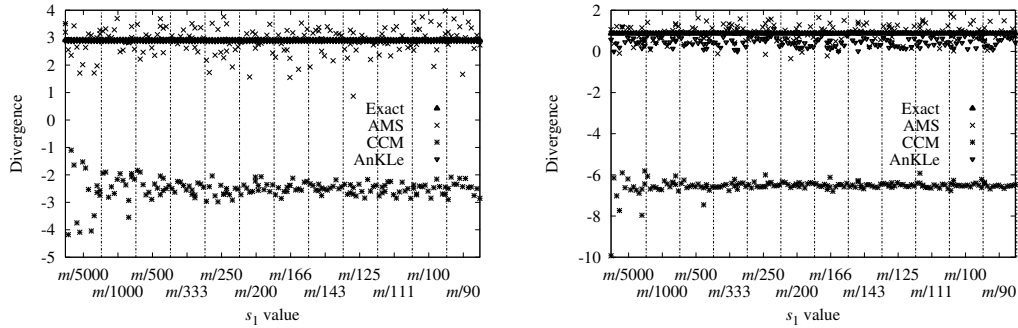 4
3
2
1
0
-1
-2
-3
-4
-5
Divergence
Exact
AMS
CCM
AnKLe
m/5000 m/500 m/250 m/166 m/125 m/100
m/1000 m/333 m/200 m/143 m/111 m/90
s1 value
2
0
-2
-4
-6
-8
-10
Divergence
Exact
AMS
CCM
AnKLe
m/5000 m/500 m/250 m/166 m/125 m/100
m/1000 m/333 m/200 m/143 m/111 m/90
s1 value